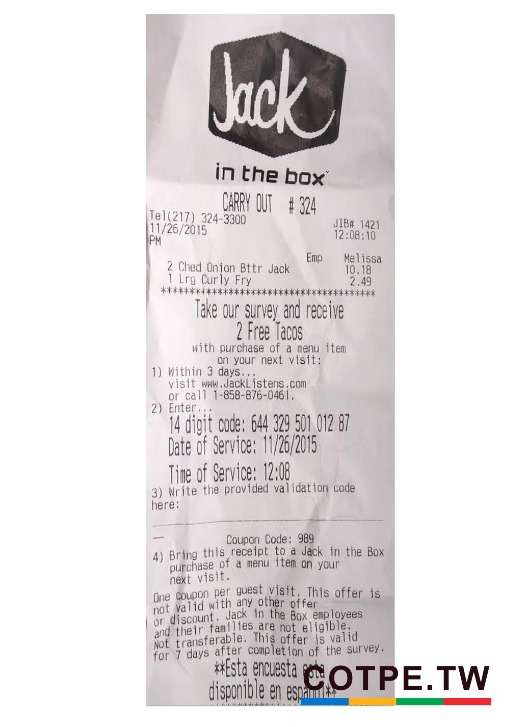 Jack
in the box
CARRY OUT # 324
Tel(217) 324-3300
JIB# 1421
11/26/2015
12:08:10
PM
Emp Melissa
2 Ched Onion Bttr Jack 10.18
1 Lrg Curly Fry 2.49
****************************************
Take our survey and receive
2 Free Tacos
with purchase of a menu item
on your next visit:
1) Within 3 days...
visit www.JackListens.com
or call 1-858-876-0461.
2) Enter...
14 digit code: 644 329 501 012 87
Date of Service: 11/26/2015
Time of Service: 12:08
3) Write the provided validation code
here:
Coupon Code: 989
4) Bring this receipt to a Jack in the Box
purchase of a menu item on your
next visit.
One coupon per guest visit. This offer is
not valid with any other offer
or discount. Jack in the Box employees
and their families are not eligible.
Not transferable. This offer is valid
for 7 days after completion of the survey.
**Esta encuesta esta
disponible en español**
COTPE.TW